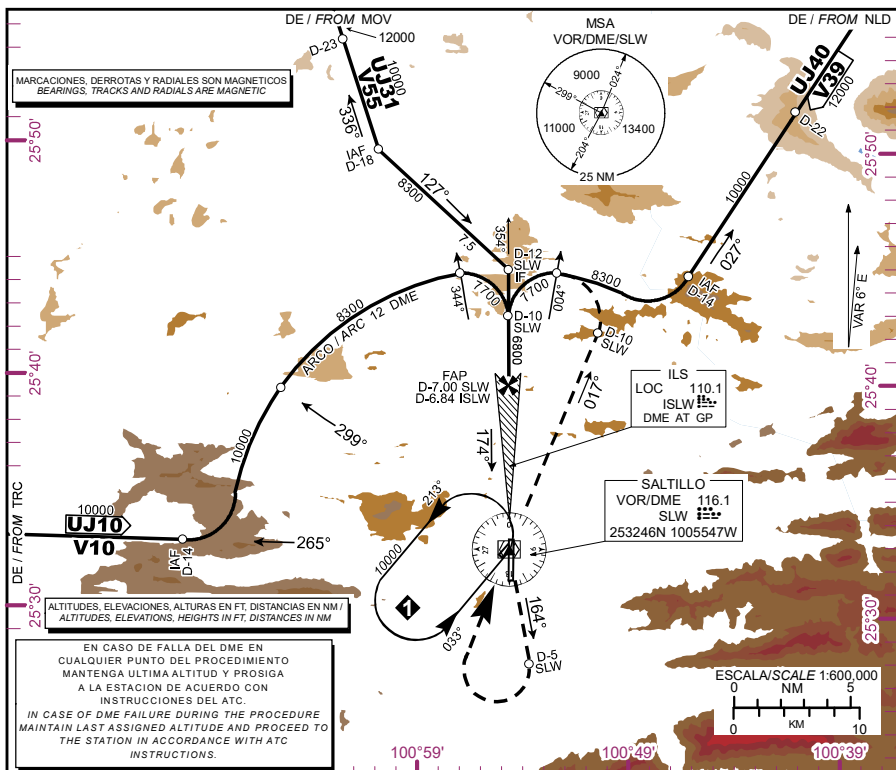 DE / FROM MOV
DE / FROM NLD
MSA
VOR/DME/SLW
9000
024°
299°
11000
13400
204°
25 NM
D-23
12000
10000
UJ31
V55
336°
UJ40
V39
12000
D-22
10000
027°
MARCACIONES, DERROTAS Y RADIALES SON MAGNETICOS
BEARINGS, TRACKS AND RADIALS ARE MAGNETIC
25°50'
25°50'
IAF
D-18
127°
8300
7.5
354°
D-12
SLW
IF
7700
7700
344°
004°
8300
IAF
D-14
VAR 6° E
8300
ARCO / ARC 12 DME
D-10
SLW
D-10
SLW
6800
25°40'
25°40'
FAP
D-7.00 SLW
D-6.84 ISLW
017°
ILS
LOC 110.1
ISLW
DME AT GP
299°
174°
10000
213°
SALTILLO
VOR/DME 116.1
SLW
253246N 1005547W
DE / FROM TRC
10000
UJ10
V10
IAF
D-14
265°
10000
1
033°
164°
D-5
SLW
25°30'
25°30'
ALTITUDES, ELEVACIONES, ALTURAS EN FT, DISTANCIAS EN NM /
ALTITUDES, ELEVATIONS, HEIGHTS IN FT, DISTANCES IN NM
EN CASO DE FALLA DEL DME EN
CUALQUIER PUNTO DEL PROCEDIMIENTO
MANTENGA ULTIMA ALTITUD Y PROSIGA
A LA ESTACION DE ACUERDO CON
INSTRUCCIONES DEL ATC.
IN CASE OF DME FAILURE DURING THE PROCEDURE
MAINTAIN LAST ASSIGNED ALTITUDE AND PROCEED TO
THE STATION IN ACCORDANCE WITH ATC
INSTRUCTIONS.
ESCALA/SCALE 1:600,000
0 NM 5
0 KM 10
100°59'
100°49'
100°39'